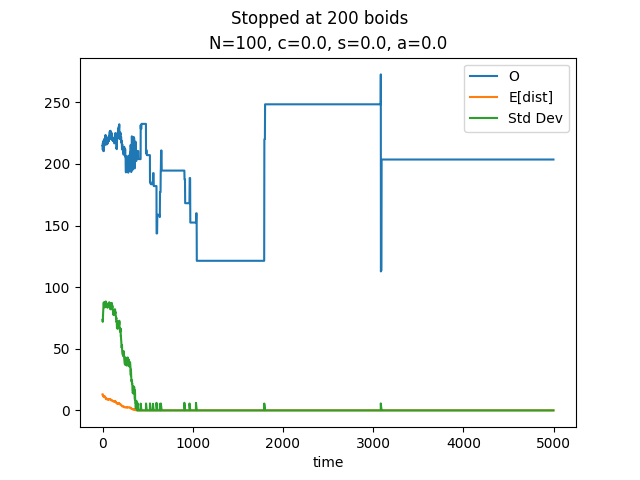 Stopped at 200 boids
N=100, c=0.0, s=0.0, a=0.0
O
E[dist]
Std Dev
250
200
150
100
50
0
0 1000 2000 3000 4000 5000
time